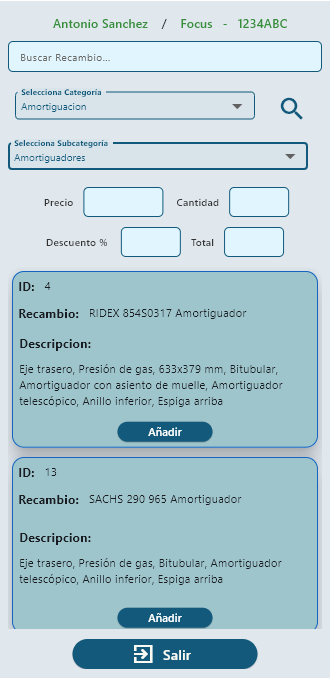 Antonio Sanchez / Focus - 1234ABC
Buscar Recambio...
Selecciona Categoría
Amortiguacion
Selecciona Subcategoría
Amortiguadores
Precio Cantidad
Descuento % Total
ID: 4
Recambio: RIDEX 854S0317 Amortiguador
Descripcion:
Eje trasero, Presión de gas, 633x379 mm, Bitubular,
Amortiguador con asiento de muelle, Amortiguador
telescópico, Anillo inferior, Espiga arriba
Añadir
ID: 13
Recambio: SACHS 290 965 Amortiguador
Descripcion:
Eje trasero, Presión de gas, Bitubular, Amortiguador
telescópico, Anillo inferior, Espiga arriba
Añadir
Salir